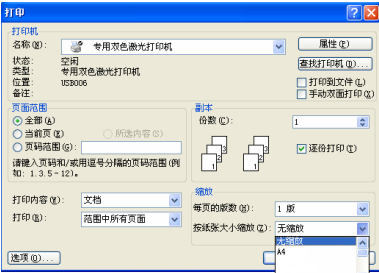 打印
打印机
名称(N): 专用双色激光打印机 属性(P)
状态: 空闲 查找打印机(D)...
类型: 专用双色激光打印机
位置: USB006 打印到文件(L)
备注: 手动双面打印(X)
页面范围 副本
全部(A) 份数(C): 1
当前页(E) 所选内容(S)
页码范围(G): 逐份打印(T)
请键入页码和/或用逗号分隔的页码范围(例
如: 1.3.5-12)。
缩放
打印内容(W): 文档 每页的版数(H): 1 版
打印(R): 范围中所有页面 按纸张大小缩放(Z): 无缩放
无缩放
选项(O)... A4